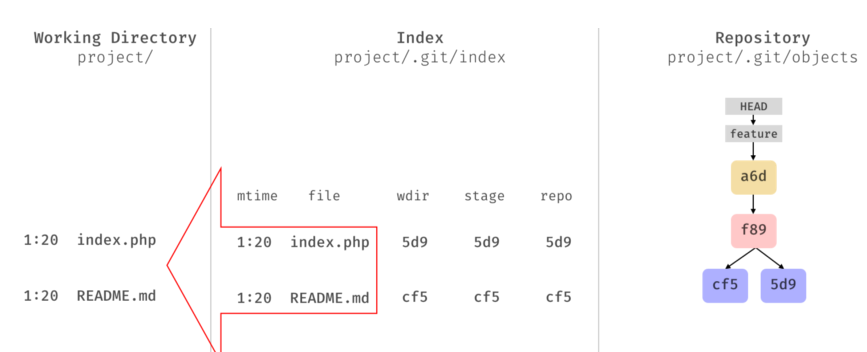 Working Directory
project/
Index
project/.git/index
Repository
project/.git/objects
HEAD
feature
a6d
f89
cf5 5d9
mtime file wdir stage repo
1:20 index.php 1:20 index.php 5d9 5d9 5d9
1:20 README.md 1:20 README.md cf5 cf5 cf5